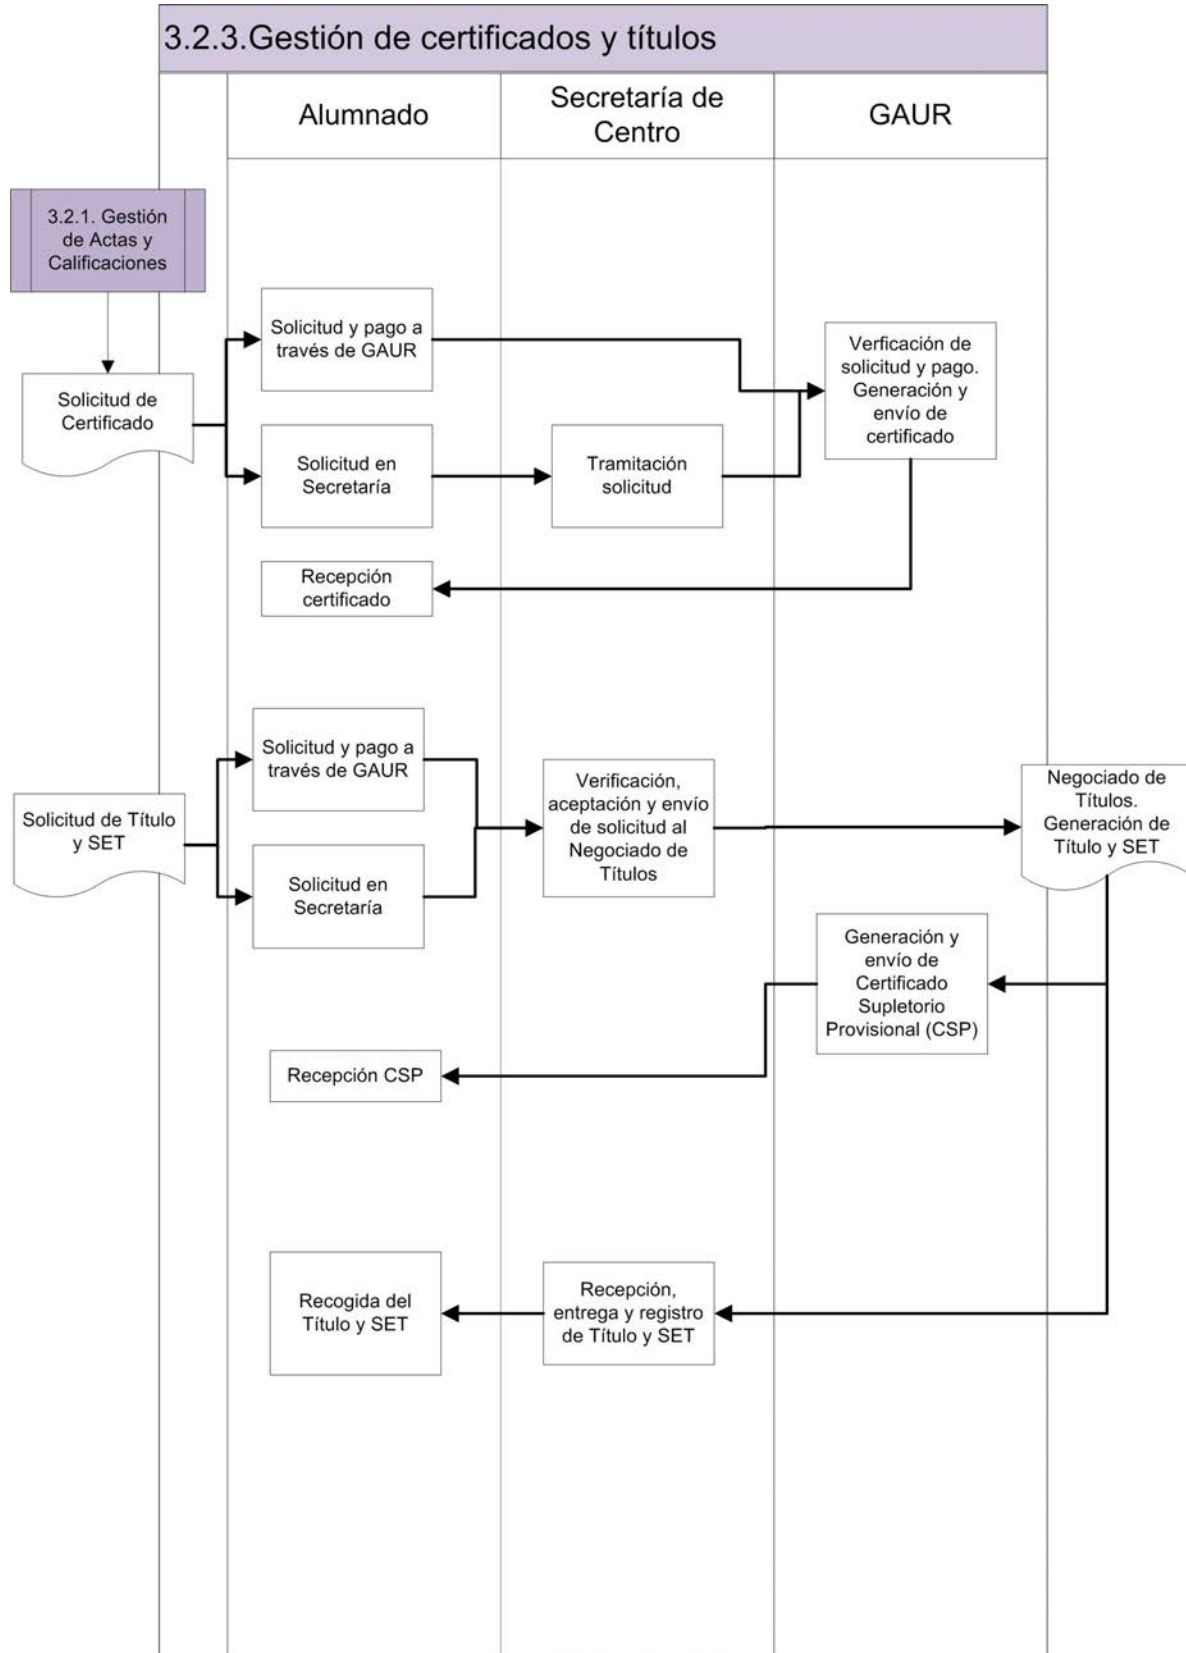 3.2.3.Gestión de certificados y títulos
Alumnado
Secretaría de
Centro
GAUR
3.2.1. Gestión
de Actas y
Calificaciones
Solicitud y pago a
través de GAUR
Verficación de
solicitud y pago.
Generación y
envío de
certificado
Solicitud de
Certificado
Solicitud en
Secretaría
Tramitación
solicitud
Recepción
certificado
Solicitud y pago a
través de GAUR
Verificación,
aceptación y envío
de solicitud al
Negociado de
Títulos
Negociado de
Títulos.
Generación de
Título y SET
Solicitud de Título
y SET
Solicitud en
Secretaría
Generación y
envío de
Certificado
Supletorio
Provisional (CSP)
Recepción CSP
Recogida del
Título y SET
Recepción,
entrega y registro
de Título y SET